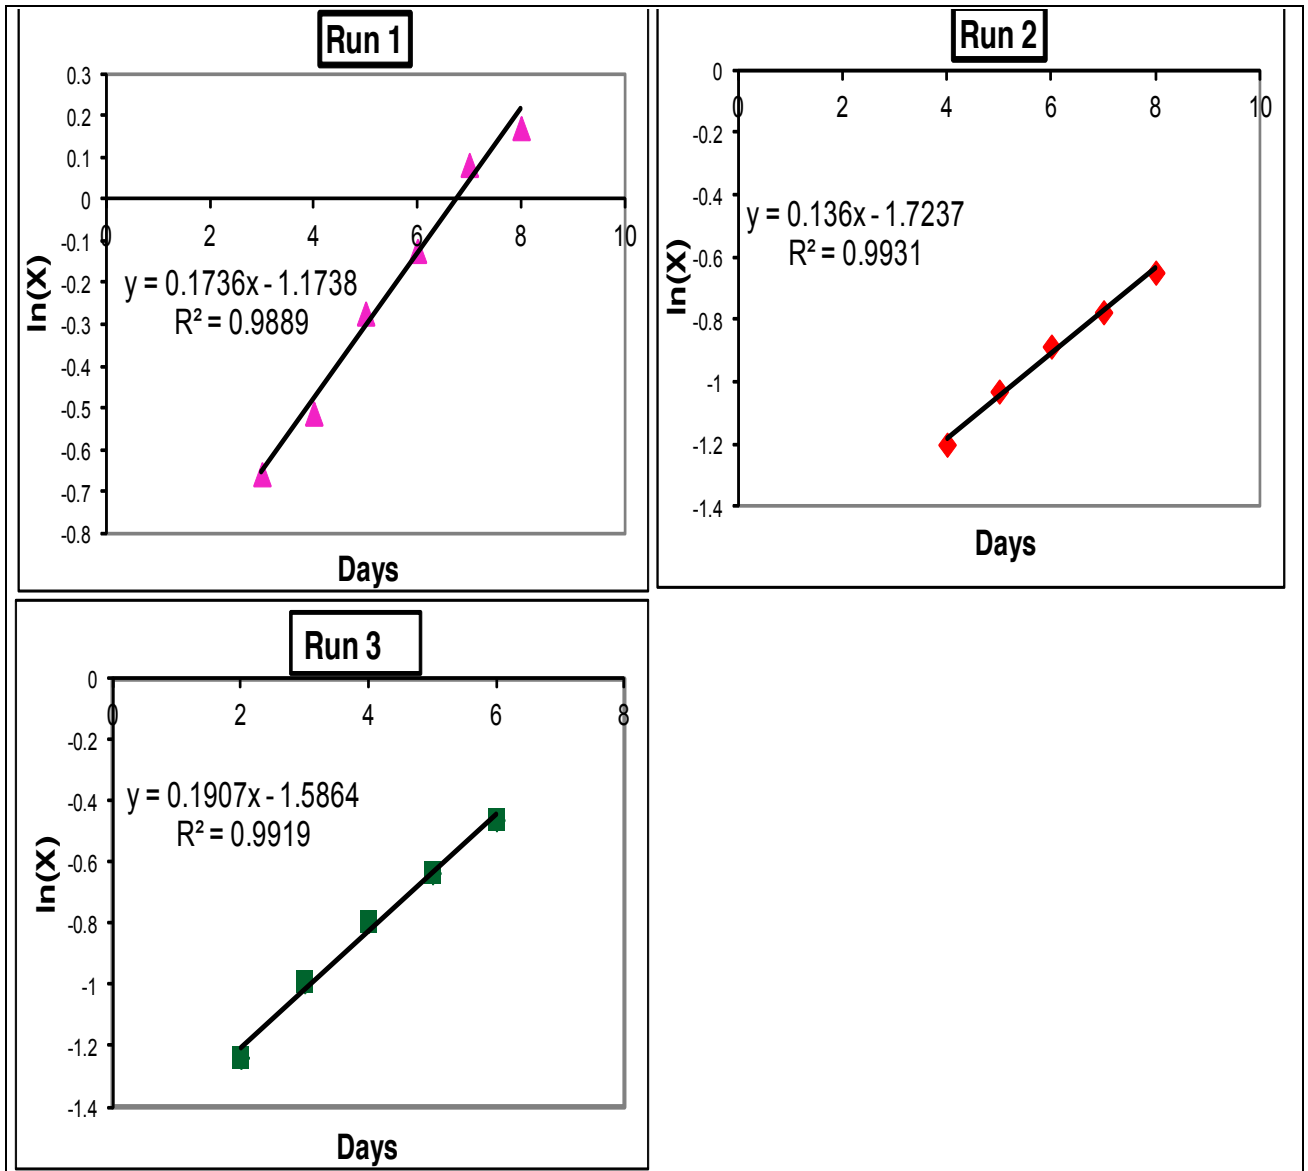 Run 1
0.3
0.2
0.1
0
-0.1
-0.2
-0.3
-0.4
-0.5
-0.6
-0.7
-0.8
0 2 4 6 8 10
y = 0.1736x - 1.1738
R² = 0.9889
ln(X)
Days
Run 2
0
-0.2
-0.4
-0.6
-0.8
-1
-1.2
-1.4
0 2 4 6 8 10
y = 0.136x - 1.7237
R² = 0.9931
ln(X)
Days
Run 3
0
-0.2
-0.4
-0.6
-0.8
-1
-1.2
-1.4
0 2 4 6 8
y = 0.1907x - 1.5864
R² = 0.9919
ln(X)
Days